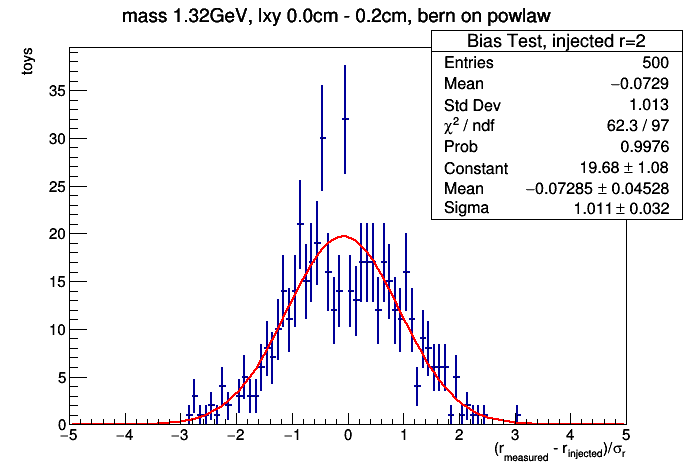 mass 1.32GeV, lxy 0.0cm - 0.2cm, bern on powlaw
Bias Test, injected r=2
Entries 500
Mean −0.0729
Std Dev 1.013
χ² / ndf 62.3 / 97
Prob 0.9976
Constant 19.68 ± 1.08
Mean −0.07285 ± 0.04528
Sigma 1.011 ± 0.032
toys
35
30
25
20
15
10
5
0
−5 −4 −3 −2 −1 0 1 2 3 4 5
(r_measured - r_injected)/σ_r